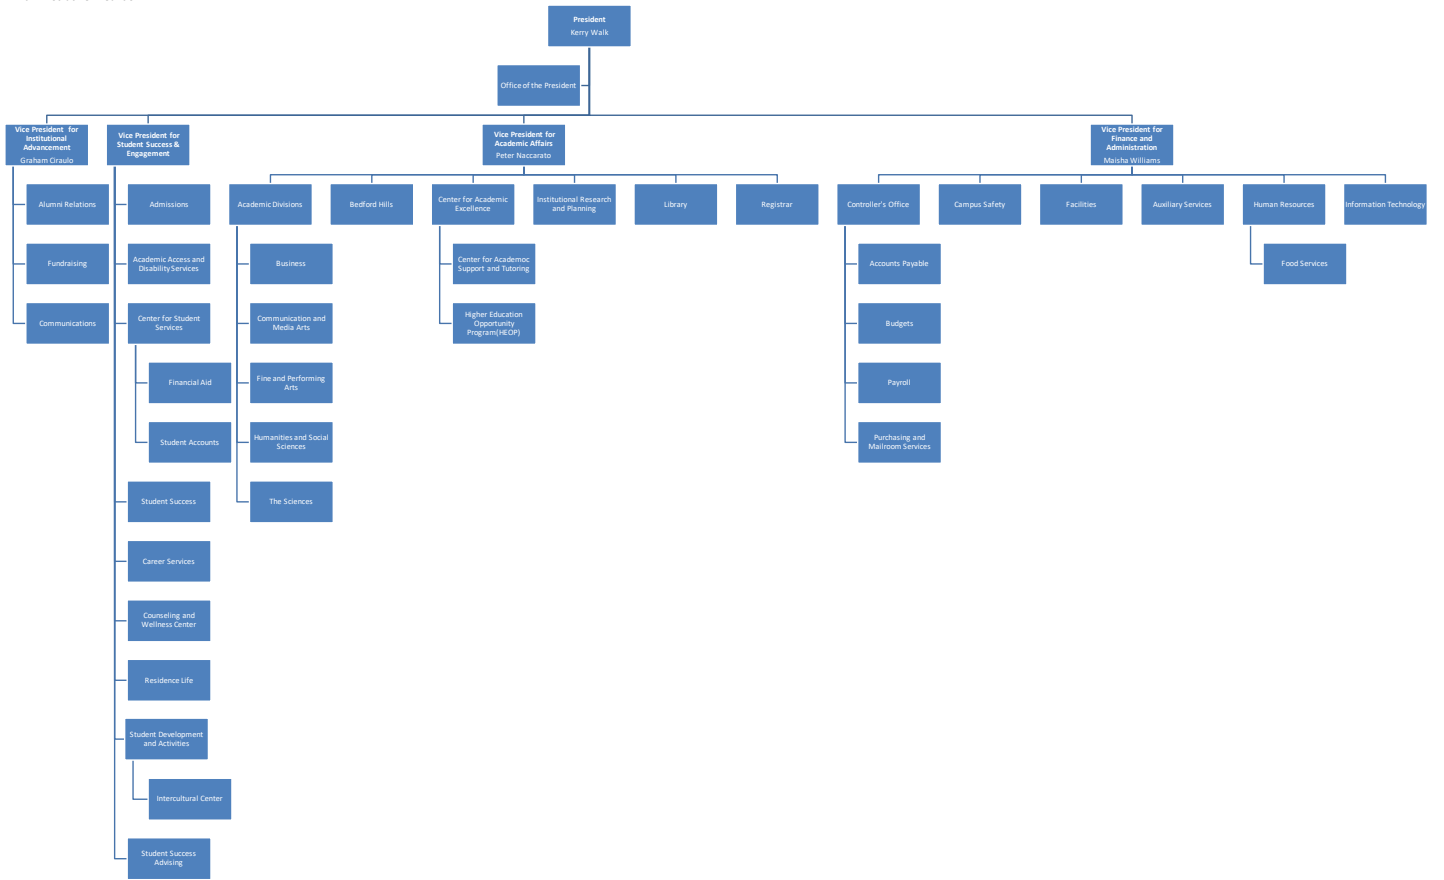 President
Kerry Walk
Office of the President
Vice President for
Institutional
Advancement
Graham Ciraulo
Vice President for
Student Success &
Engagement
Vice President for
Academic Affairs
Peter Naccarato
Vice President for
Finance and
Administration
Maisha Williams
Alumni Relations
Admissions
Academic Divisions
Bedford Hills
Center for Academic
Excellence
Institutional Research
and Planning
Library
Registrar
Controller's Office
Campus Safety
Facilities
Auxiliary Services
Human Resources
Information Technology
Fundraising
Academic Access and
Disability Services
Business
Center for Academoc
Support and Tutoring
Accounts Payable
Food Services
Communications
Center for Student
Services
Communication and
Media Arts
Higher Education
Opportunity
Program(HEOP)
Budgets
Financial Aid
Fine and Performing
Arts
Payroll
Student Accounts
Humanities and Social
Sciences
Purchasing and
Mailroom Services
Student Success
The Sciences
Career Services
Counseling and
Wellness Center
Residence Life
Student Development
and Activities
Intercultural Center
Student Success
Advising